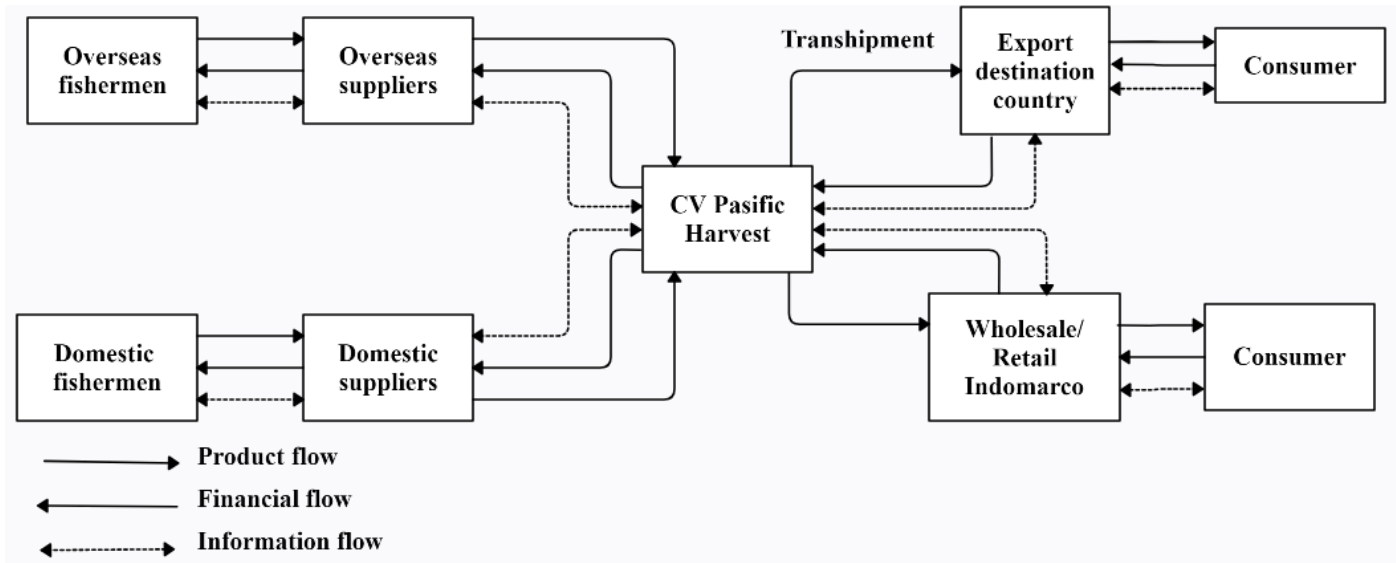 Overseas
fishermen
Overseas
suppliers
Transhipment
Export
destination
country
Consumer
CV Pasific
Harvest
Domestic
fishermen
Domestic
suppliers
Wholesale/
Retail
Indomarco
Consumer
Product flow
Financial flow
Information flow